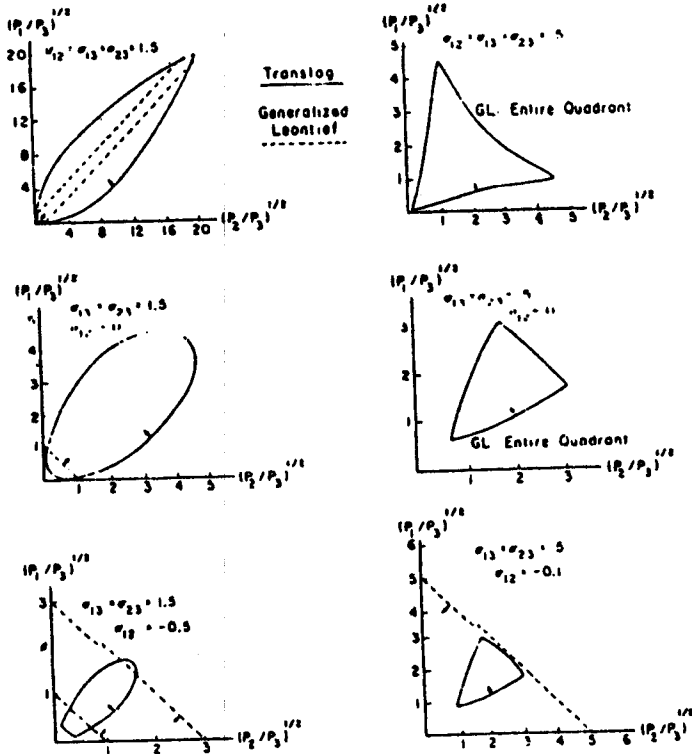 (P₁/P₃)^1/2
20
16
12
8
4
σ₁₂ = σ₁₃ = σ₂₃ = 1.5
4 8 12 16 20 (P₂/P₃)^1/2
Translog
Generalized
Leontief
(P₁/P₃)^1/2
5
4
3
2
1
0
σ₁₂ = σ₁₃ = σ₂₃ = .5
GL. Entire Quadrant
1 2 3 4 5 (P₂/P₃)^1/2
(P₁/P₃)^1/2
4
3
2
1
0
σ₁₃ = σ₂₃ = 1.5
1 2 3 4 5 (P₂/P₃)^1/2
(P₁/P₃)^1/2
3
2
1
0
σ₁₃ = σ₂₃ = .5
GL. Entire Quadrant
1 2 3 (P₂/P₃)^1/2
(P₁/P₃)^1/2
3
1
0
σ₁₃ = σ₂₃ = 1.5
σ₁₂ = -0.5
1 2 3 (P₂/P₃)^1/2
(P₁/P₃)^1/2
6
5
4
3
2
1
0
σ₁₃ = σ₂₃ = .5
σ₁₂ = -0.1
1 2 3 4 5 6 (P₂/P₃)^1/2